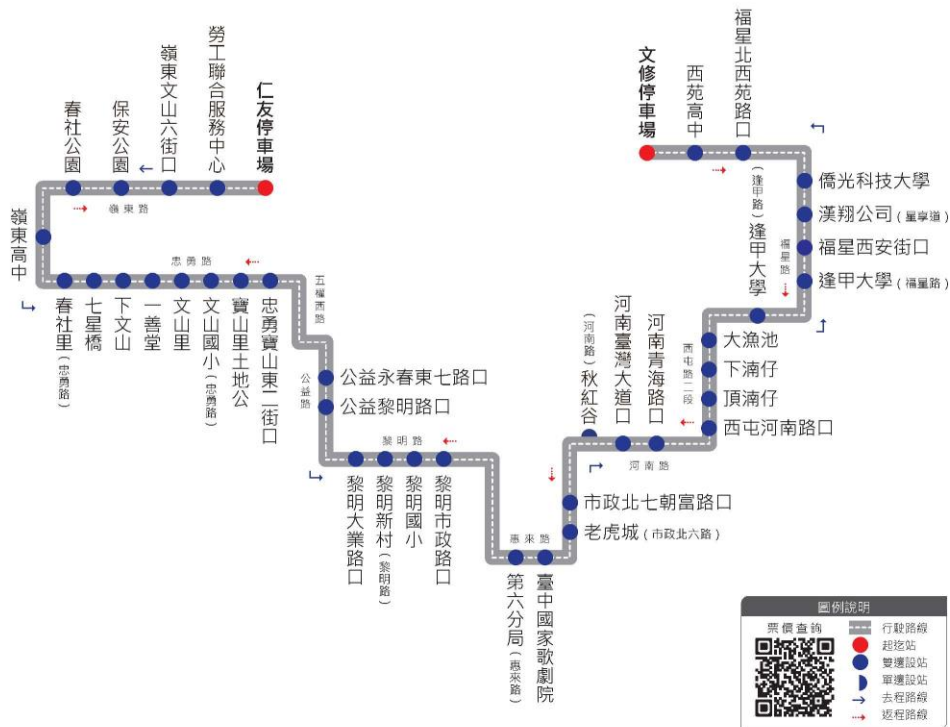 仁友停車場
勞工聯合服務中心
嶺東文山六街口
保安公園
春社公園
嶺東路
嶺東高中
忠勇路
春社里(忠勇路)
七星橋
下文山
一善堂
文山里
文山國小(忠勇路)
寶山里土地公
忠勇寶山東二街口
五權西路
公益路
公益永春東七路口
公益黎明路口
黎明路
黎明大業路口
黎明新村(黎明路)
黎明國小
黎明市政路口
惠來路
第六分局(惠來路)
臺中國家歌劇院
老虎城(市政北六路)
市政北七朝富路口
(河南路)秋紅谷
河南臺灣大道口
河南青海路口
河南路
西屯河南路口
頂湳仔
下湳仔
大漁池
西屯路二段
(逢甲路)逢甲大學
福星路
逢甲大學(福星路)
福星西安街口
漢翔公司(星享道)
僑光科技大學
福星北西苑路口
西苑高中
文修停車場
圖例說明
票價查詢
行駛路線
起迄站
雙邊設站
單邊設站
去程路線
返程路線